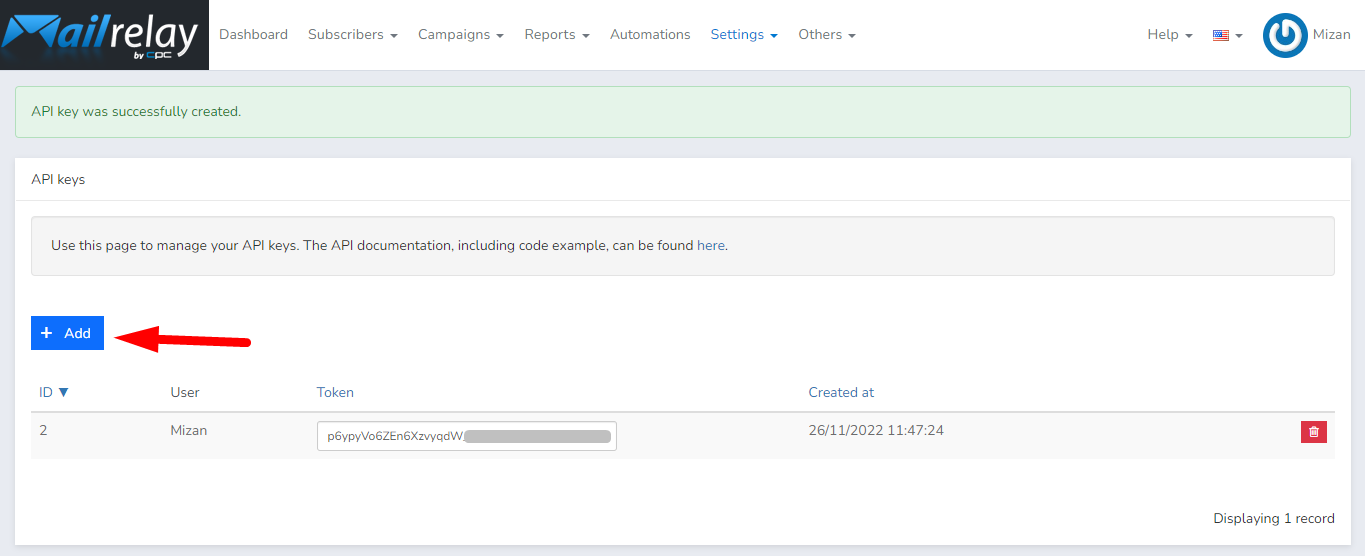 Mailrelay
by cpc
Dashboard Subscribers Campaigns Reports Automations Settings Others Help Mizan
API key was successfully created.
API keys
Use this page to manage your API keys. The API documentation, including code example, can be found here.
+ Add
ID ▼ User Token Created at
2 Mizan p6ypyVo6ZEn6XzvyqdW 26/11/2022 11:47:24
Displaying 1 record